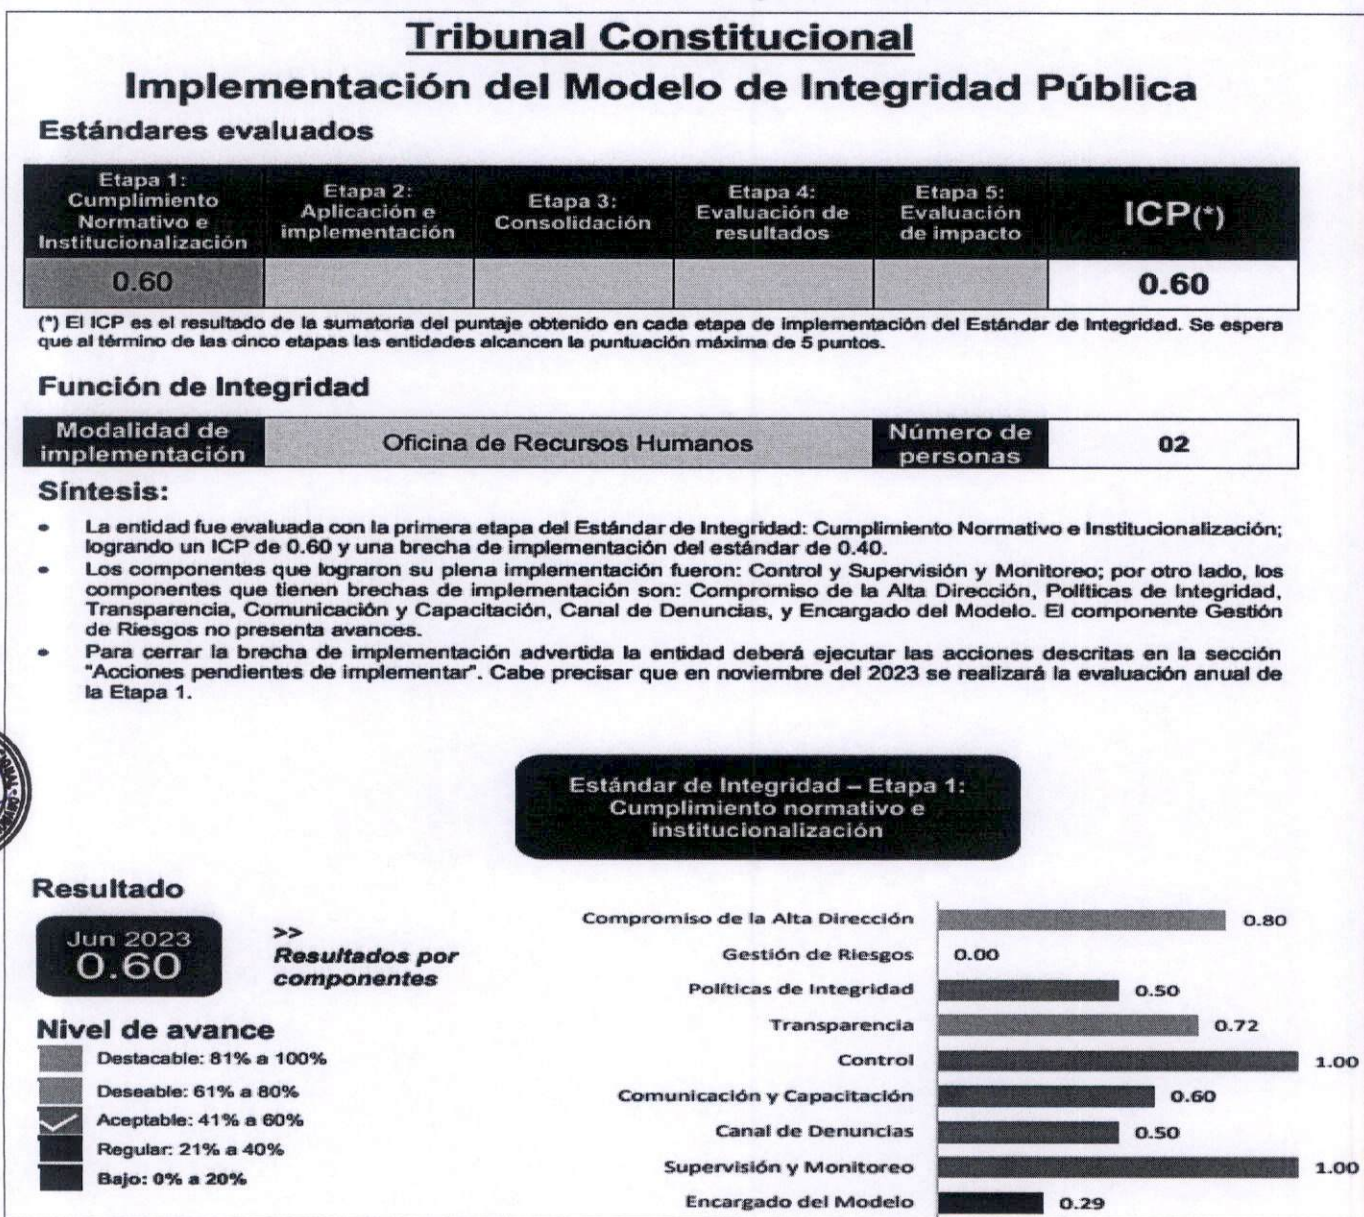 Tribunal Constitucional
Implementación del Modelo de Integridad Pública
Estándares evaluados
Etapa 1:
Cumplimiento
Normativo e
Institucionalización
Etapa 2:
Aplicación e
implementación
Etapa 3:
Consolidación
Etapa 4:
Evaluación de
resultados
Etapa 5:
Evaluación
de impacto
ICP(*)
0.60
0.60
(*) El ICP es el resultado de la sumatoria del puntaje obtenido en cada etapa de implementación del Estándar de Integridad. Se espera
que al término de las cinco etapas las entidades alcancen la puntuación máxima de 5 puntos.
Función de Integridad
Modalidad de
implementación
Oficina de Recursos Humanos
Número de
personas
02
Síntesis:
• La entidad fue evaluada con la primera etapa del Estándar de Integridad: Cumplimiento Normativo e Institucionalización;
logrando un ICP de 0.60 y una brecha de implementación del estándar de 0.40.
• Los componentes que lograron su plena implementación fueron: Control y Supervisión y Monitoreo; por otro lado, los
componentes que tienen brechas de implementación son: Compromiso de la Alta Dirección, Políticas de Integridad,
Transparencia, Comunicación y Capacitación, Canal de Denuncias, y Encargado del Modelo. El componente Gestión
de Riesgos no presenta avances.
• Para cerrar la brecha de implementación advertida la entidad deberá ejecutar las acciones descritas en la sección
"Acciones pendientes de implementar". Cabe precisar que en noviembre del 2023 se realizará la evaluación anual de
la Etapa 1.
Estándar de Integridad – Etapa 1:
Cumplimiento normativo e
institucionalización
Resultado
Jun 2023
0.60
>>
Resultados por
componentes
Nivel de avance
Destacable: 81% a 100%
Deseable: 61% a 80%
Aceptable: 41% a 60%
Regular: 21% a 40%
Bajo: 0% a 20%
Compromiso de la Alta Dirección 0.80
Gestión de Riesgos 0.00
Políticas de Integridad 0.50
Transparencia 0.72
Control 1.00
Comunicación y Capacitación 0.60
Canal de Denuncias 0.50
Supervisión y Monitoreo 1.00
Encargado del Modelo 0.29